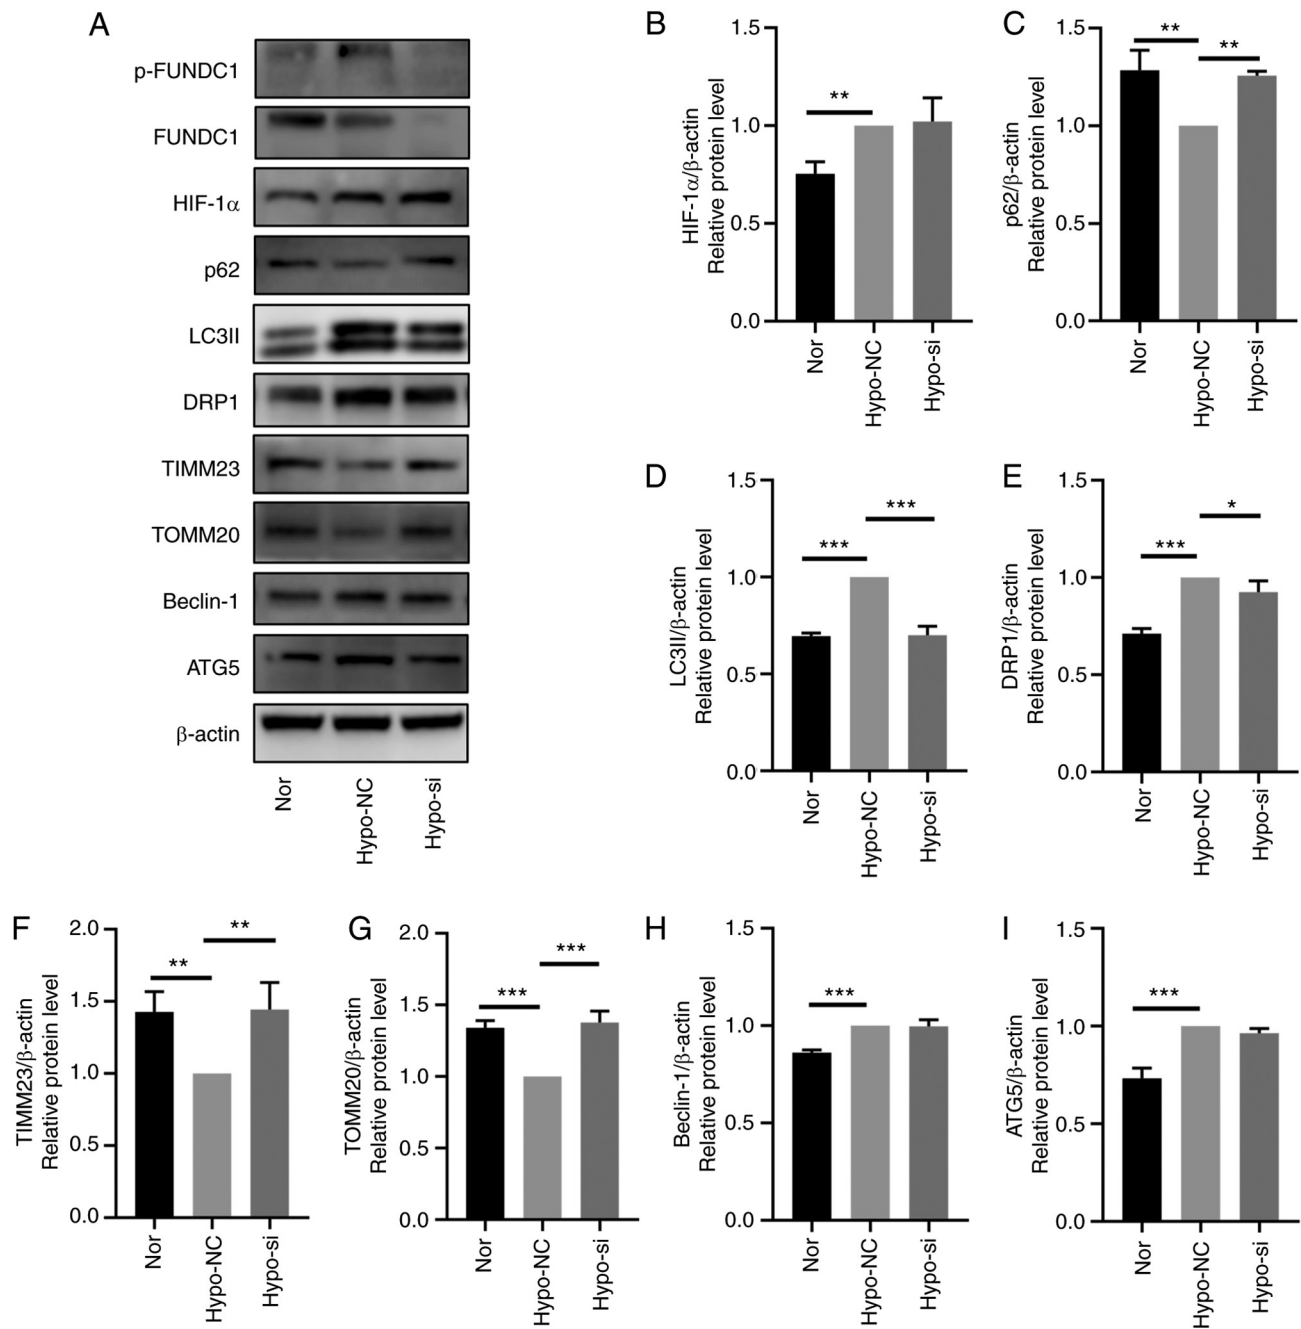 A
p-FUNDC1
FUNDC1
HIF-1α
p62
LC3II
DRP1
TIMM23
TOMM20
Beclin-1
ATG5
β-actin
Nor
Hypo-NC
Hypo-si
B
HIF-1α/β-actin
Relative protein level
1.5
1.0
0.5
0.0
**
Nor
Hypo-NC
Hypo-si
C
p62/β-actin
Relative protein level
1.5
1.0
0.5
0.0
**
**
Nor
Hypo-NC
Hypo-si
D
LC3II/β-actin
Relative protein level
1.5
1.0
0.5
0.0
***
***
Nor
Hypo-NC
Hypo-si
E
DRP1/β-actin
Relative protein level
1.5
1.0
0.5
0.0
***
*
Nor
Hypo-NC
Hypo-si
F
TIMM23/β-actin
Relative protein level
2.0
1.5
1.0
0.5
0.0
**
**
Nor
Hypo-NC
Hypo-si
G
TOMM20/β-actin
Relative protein level
2.0
1.5
1.0
0.5
0.0
***
***
Nor
Hypo-NC
Hypo-si
H
Beclin-1/β-actin
Relative protein level
1.5
1.0
0.5
0.0
***
Nor
Hypo-NC
Hypo-si
I
ATG5/β-actin
Relative protein level
1.5
1.0
0.5
0.0
***
Nor
Hypo-NC
Hypo-si